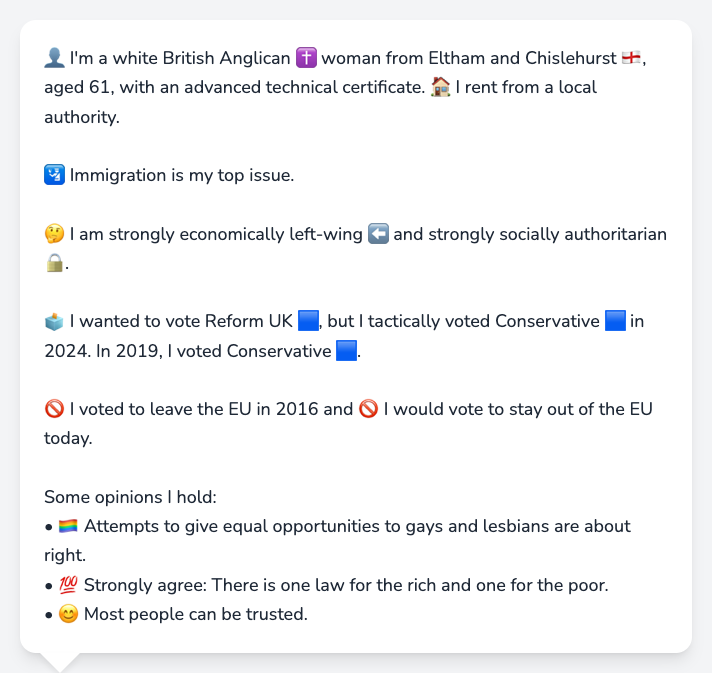 👤 I'm a white British Anglican ✝️ woman from Eltham and Chislehurst 🏴󠁧󠁢󠁥󠁮󠁧󠁿,
aged 61, with an advanced technical certificate. 🏠 I rent from a local
authority.
🛂 Immigration is my top issue.
🤔 I am strongly economically left-wing ⬅️ and strongly socially authoritarian
🔒.
🗳️ I wanted to vote Reform UK 🟦, but I tactically voted Conservative 🟦 in
2024. In 2019, I voted Conservative 🟦.
🚫 I voted to leave the EU in 2016 and 🚫 I would vote to stay out of the EU
today.
Some opinions I hold:
• 🏳️‍🌈 Attempts to give equal opportunities to gays and lesbians are about
right.
• 💯 Strongly agree: There is one law for the rich and one for the poor.
• 😊 Most people can be trusted.